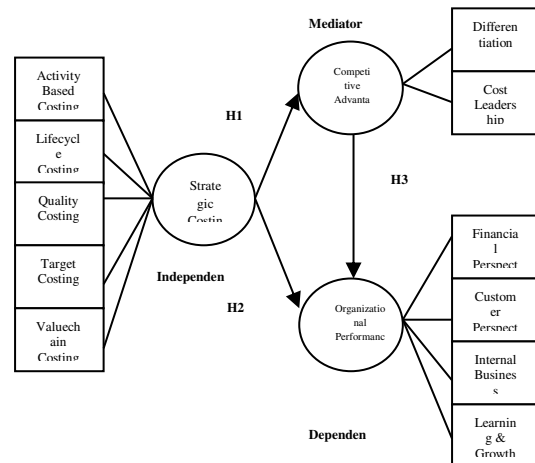 Mediator
Differen
tiation
Cost Leaders
hip
Competi
tive
Advanta
Activity
Based
Costing
Lifecycl
e Costing
Quality
Costing
Target
Costing
Valuechain
Costing
H1
Strate
gic
Costin
Independen
H2
H3
Organizatio
nal
Performanc
Dependen
Financia
l
Perspect
Custom
er
Perspect
Internal
Busines
s
Learnin
g &
Growth